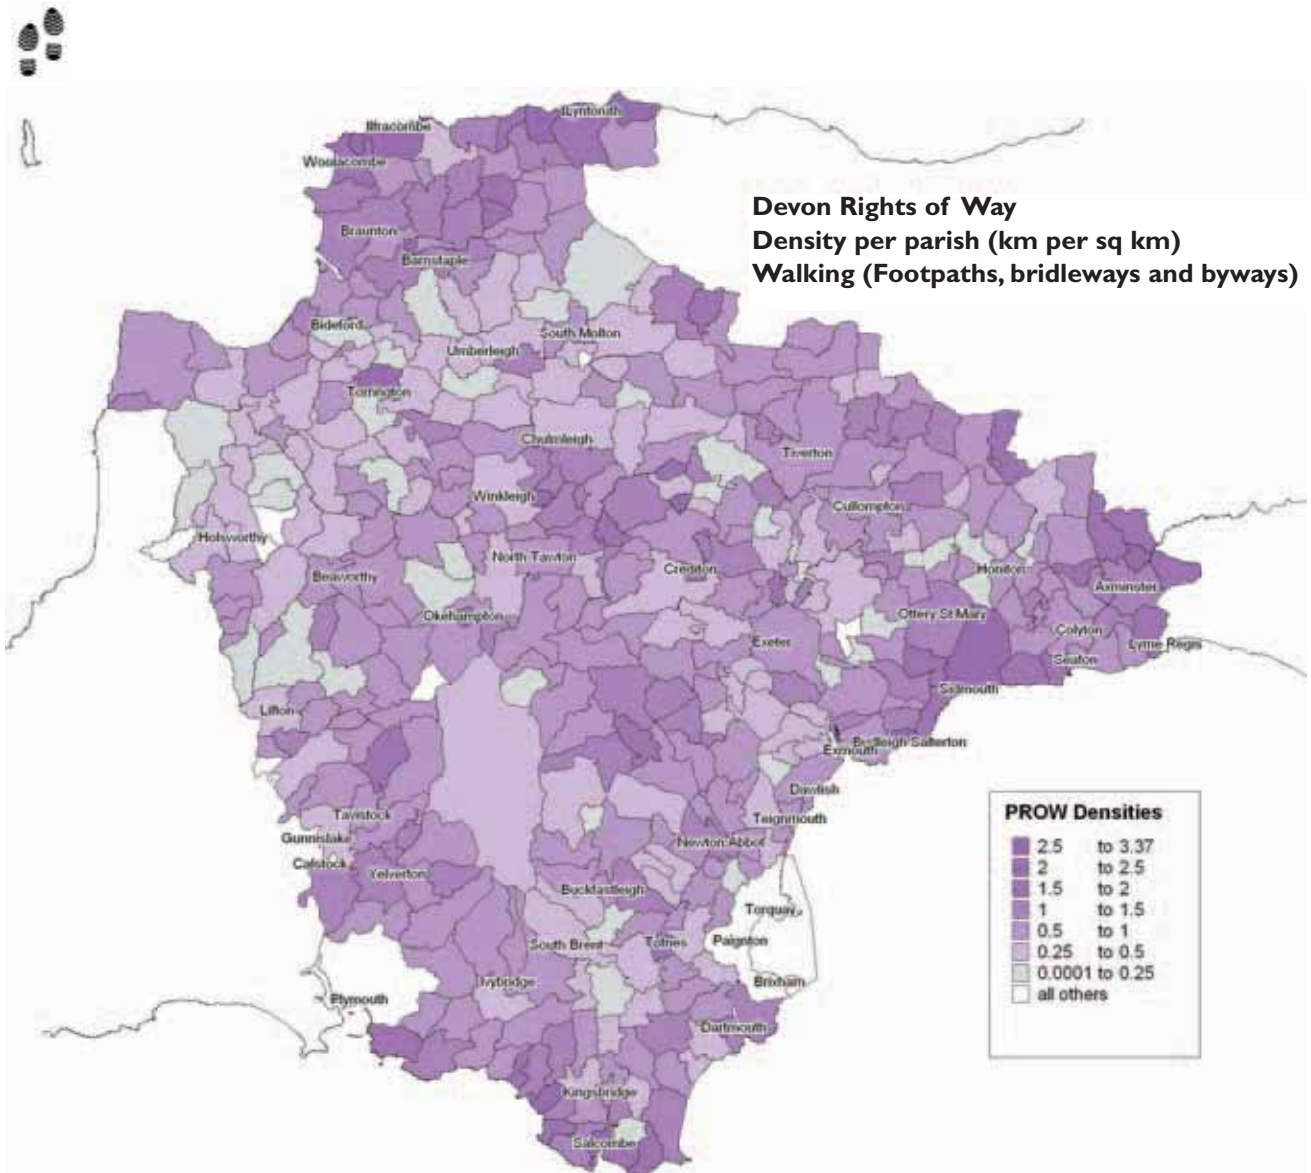 Devon Rights of Way
Density per parish (km per sq km)
Walking (Footpaths, bridleways and byways)
Ilfracombe
Woolacombe
Braunton
Barnstaple
Bideford
South Molton
Umberleigh
Torrington
Chulmleigh
Tiverton
Winkleigh
Cullompton
Holsworthy
North Tawton
Crediton
Honiton
Beaworthy
Axminster
Okehampton
Ottery St Mary
Colyton
Exeter
Lyme Regis
Seaton
Sidmouth
Lifton
Budleigh Salterton
Exmouth
Dawlish
Tavistock
Teignmouth
Gunnislake
Newton Abbot
Calstock
Yelverton
Buckfastleigh
Torquay
South Brent
Totnes
Paignton
Ivybridge
Brixham
Plymouth
Dartmouth
Kingsbridge
Salcombe
PROW Densities
2.5 to 3.37
2 to 2.5
1.5 to 2
1 to 1.5
0.5 to 1
0.25 to 0.5
0.0001 to 0.25
all others